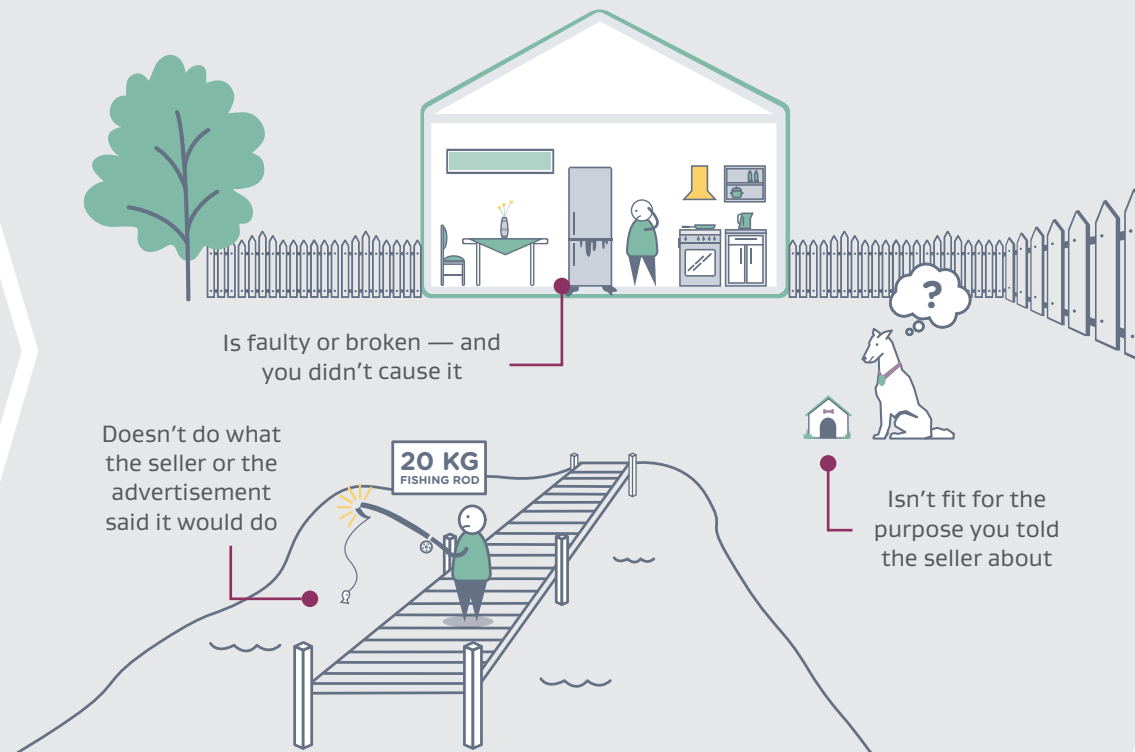 ?
Is faulty or broken — and
you didn't cause it
Doesn't do what
the seller or the
advertisement
said it would do
20 KG
FISHING ROD
Isn't fit for the
purpose you told
the seller about